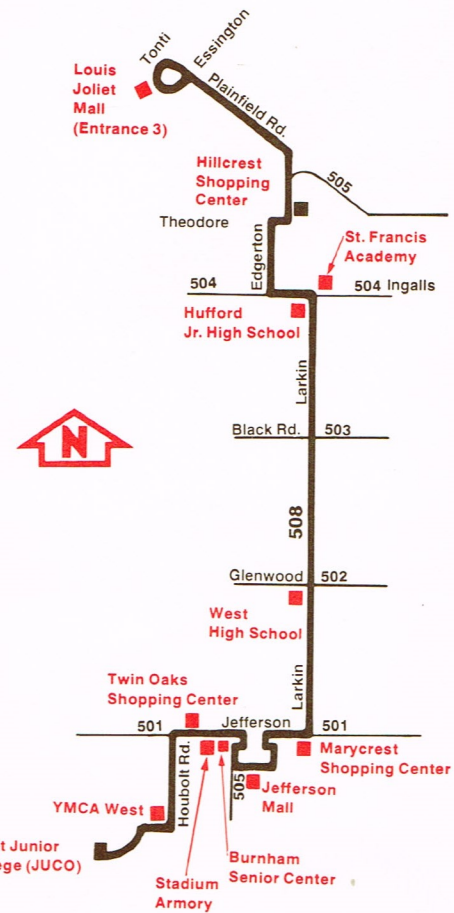 Tonti
Essington
Louis
Joliet
Mall
(Entrance 3)
Plainfield Rd.
Hillcrest
Shopping
Center
505
Theodore
Edgerton
St. Francis
Academy
504
504 Ingalls
Hufford
Jr. High School
Larkin
N
Black Rd.
503
508
Glenwood
502
West
High School
Larkin
Twin Oaks
Shopping Center
501
Jefferson
501
Houbolt Rd.
505
Marycrest
Shopping Center
Jefferson
Mall
YMCA West
t Junior
ege (JUCO)
Burnham
Senior Center
Stadium
Armory